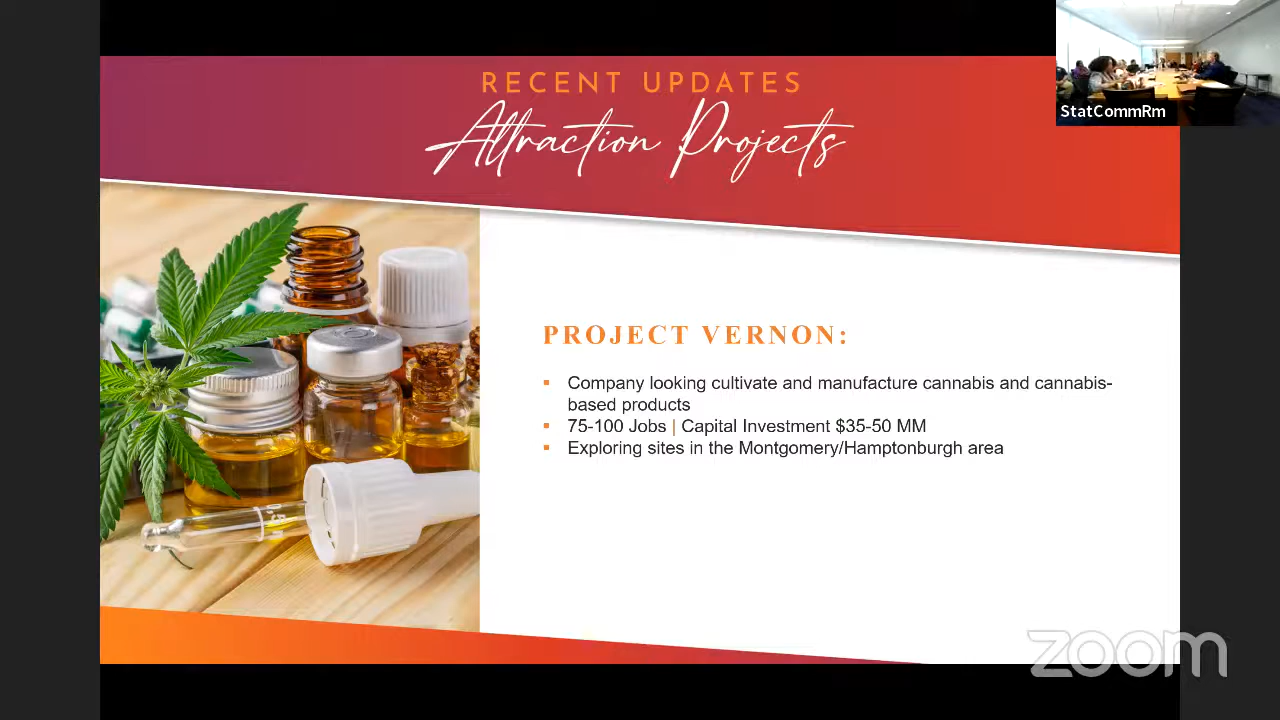 RECENT UPDATES
Attraction Projects
StatCommRm
PROJECT VERNON:
▪ Company looking cultivate and manufacture cannabis and cannabis-
based products
▪ 75-100 Jobs | Capital Investment $35-50 MM
▪ Exploring sites in the Montgomery/Hamptonburgh area
zoom